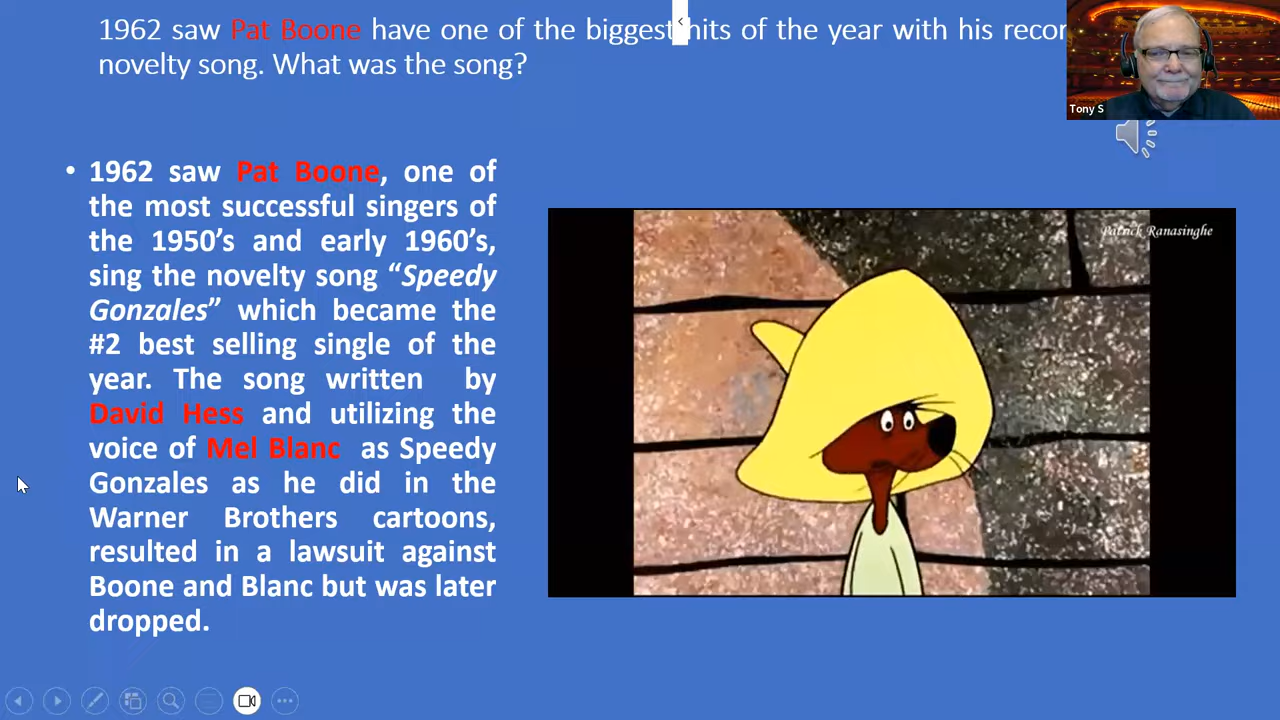 1962 saw Pat Boone have one of the biggest hits of the year with his
novelty song. What was the song?
Tony S
• 1962 saw Pat Boone, one of
the most successful singers of
the 1950’s and early 1960’s,
sing the novelty song “Speedy
Gonzales” which became the
#2 best selling single of the
year. The song written by
David Hess and utilizing the
voice of Mel Blanc as Speedy
Gonzales as he did in the
Warner Brothers cartoons,
resulted in a lawsuit against
Boone and Blanc but was later
dropped.
Patrick Ranasinghe